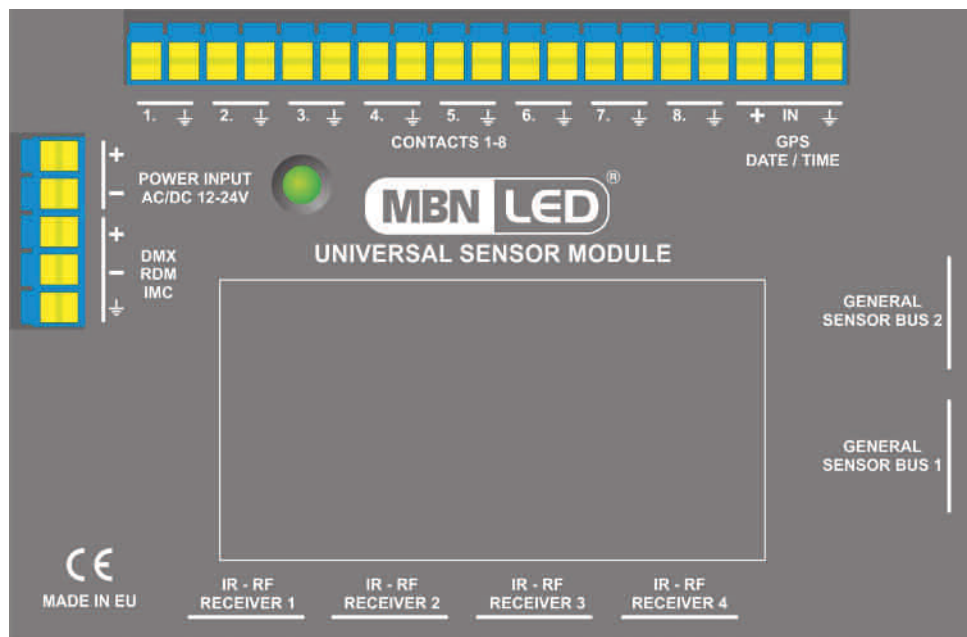 1. 2. 3. 4. 5. 6. 7. 8. + IN
CONTACTS 1-8
GPS
DATE / TIME
+
POWER INPUT
AC/DC 12-24V
−
+
DMX
− RDM
IMC
MBN LED®
UNIVERSAL SENSOR MODULE
GENERAL
SENSOR BUS 2
GENERAL
SENSOR BUS 1
CE
MADE IN EU
IR - RF
RECEIVER 1
IR - RF
RECEIVER 2
IR - RF
RECEIVER 3
IR - RF
RECEIVER 4